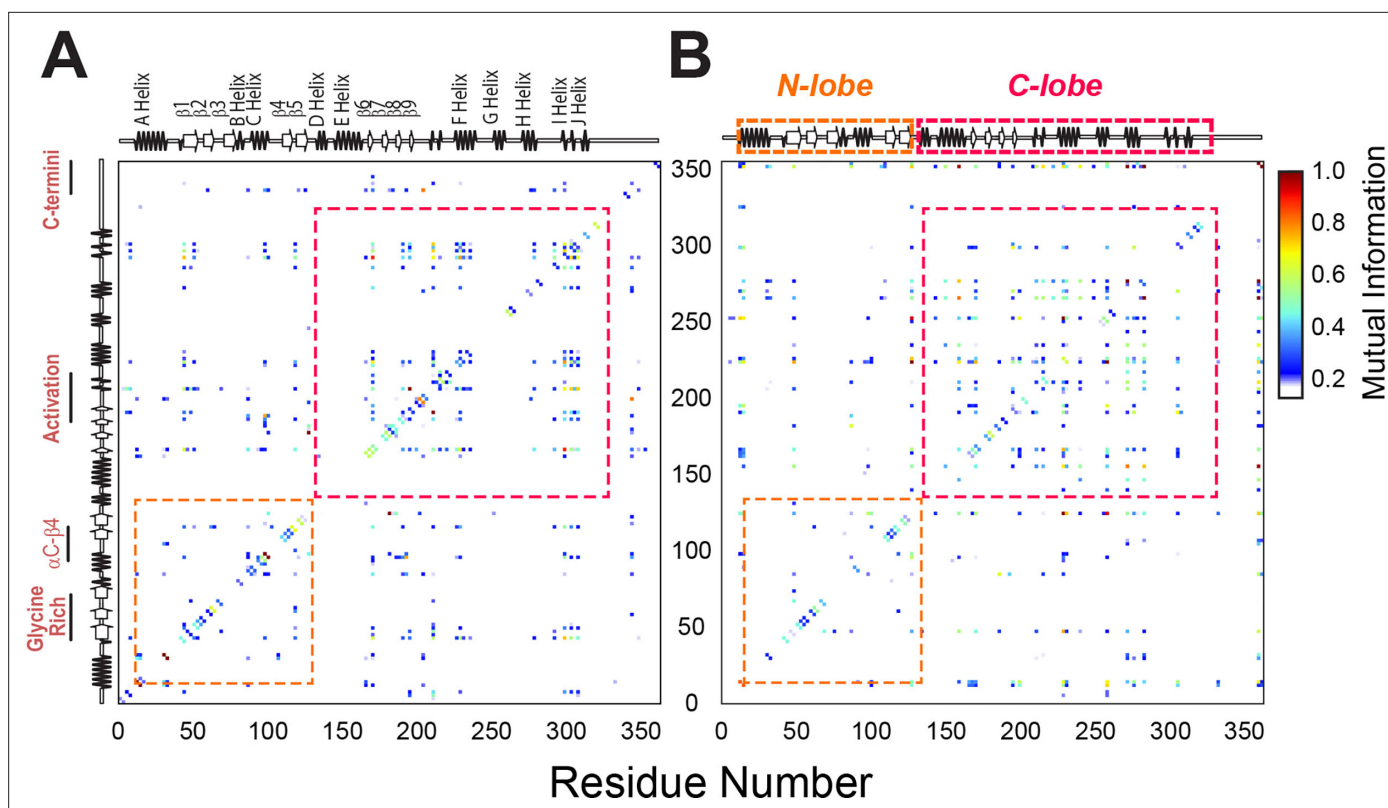 A
B
A Helix
β1
β2
β3
B Helix
C Helix
β4
β5
D Helix
E Helix
β6
β7
β8
β9
F Helix
G Helix
H Helix
I Helix
J Helix
N-lobe
C-lobe
C-termini
Activation
αC-β4
Glycine
Rich
350
300
250
200
150
100
50
0
1.0
0.8
0.6
0.4
0.2
Mutual Information
0 50 100 150 200 250 300 350
0 50 100 150 200 250 300 350
Residue Number